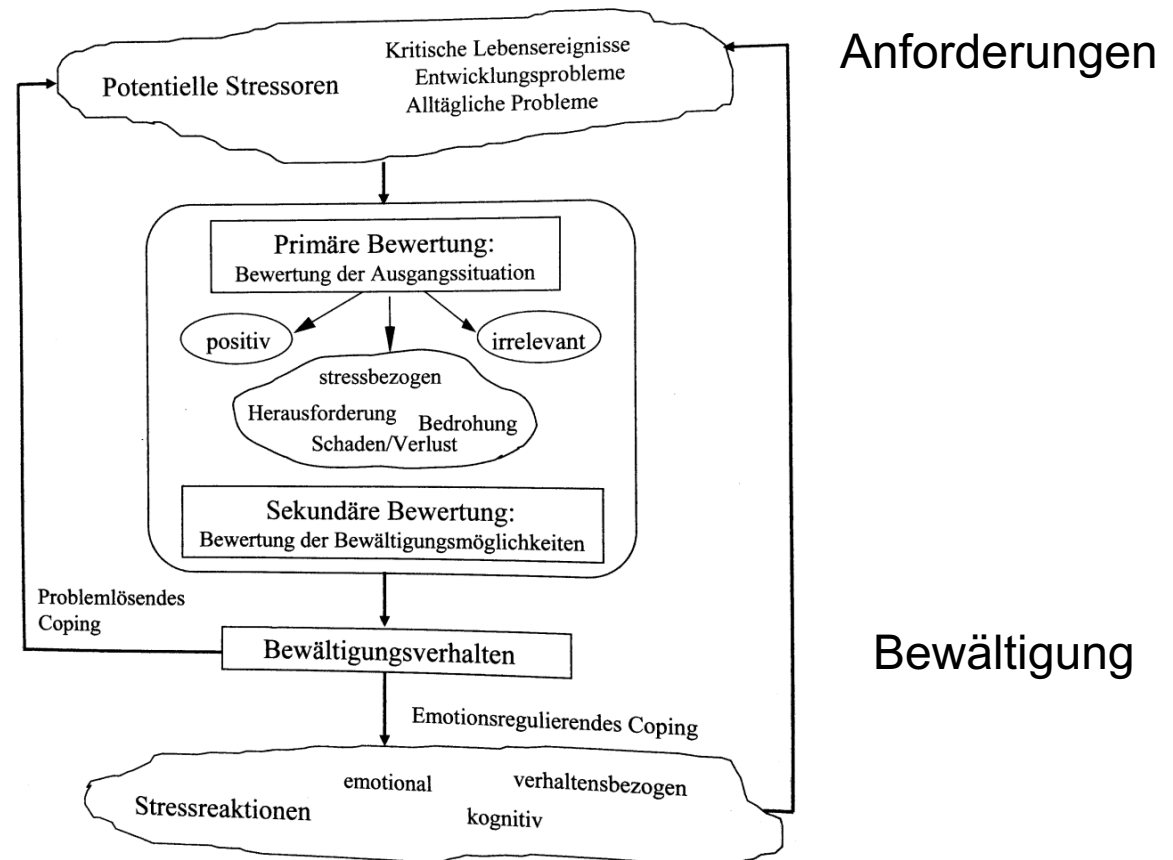 Anforderungen
Kritische Lebensereignisse
Entwicklungsprobleme
Potentielle Stressoren
Alltägliche Probleme
Primäre Bewertung:
Bewertung der Ausgangssituation
positiv
irrelevant
stressbezogen
Herausforderung
Bedrohung
Schaden/Verlust
Sekundäre Bewertung:
Bewertung der Bewältigungsmöglichkeiten
Problemlösendes
Coping
Bewältigungsverhalten
Bewältigung
Emotionsregulierendes Coping
emotional
verhaltensbezogen
Stressreaktionen
kognitiv